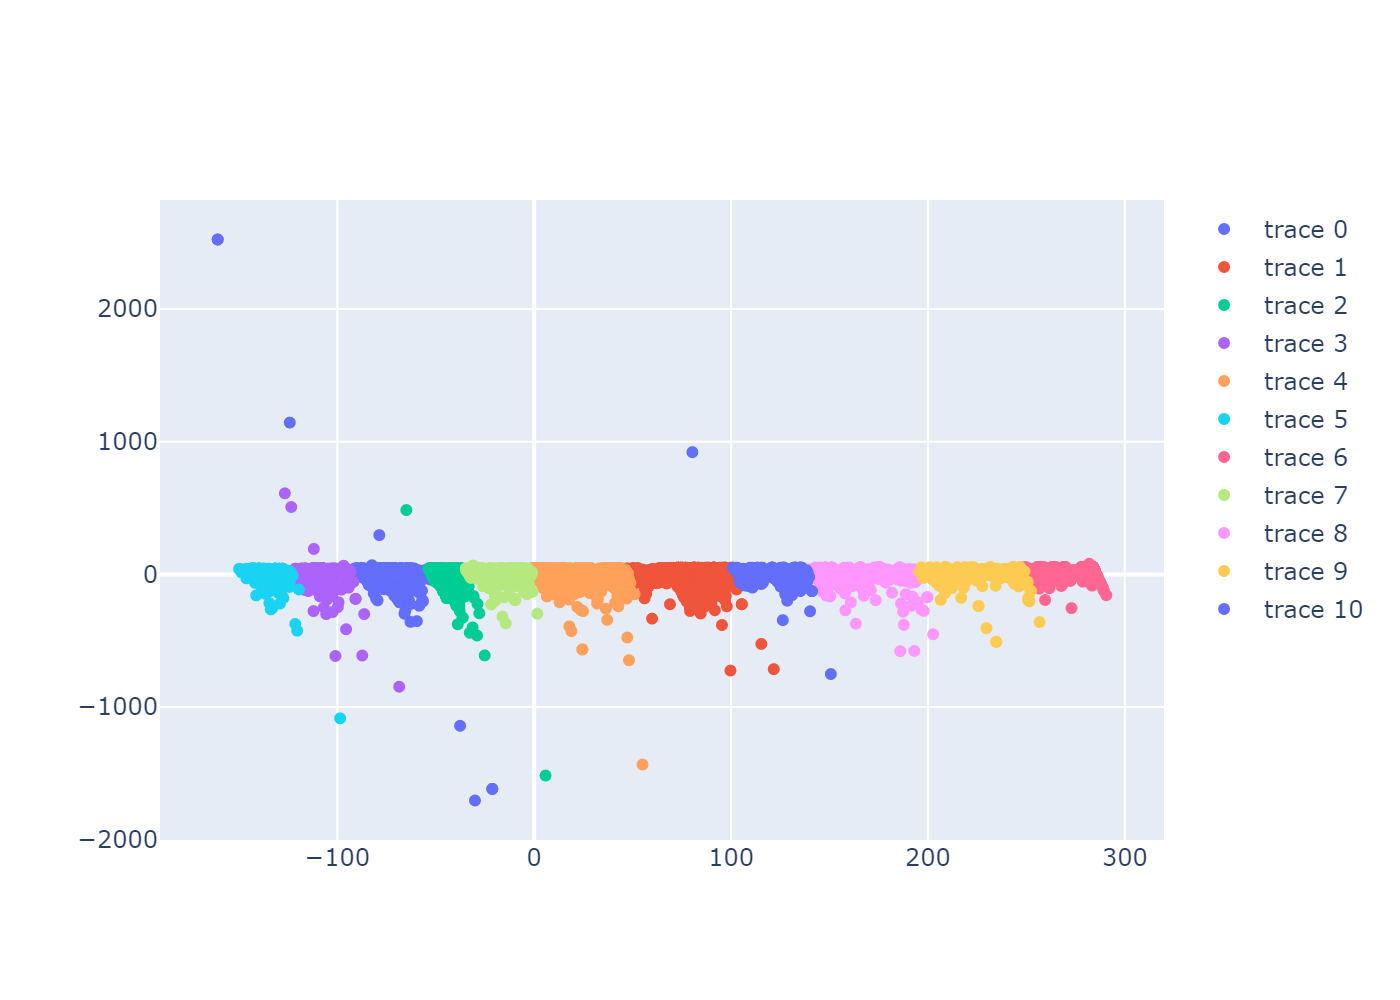 2000
1000
0
−1000
−2000
−100
0
100
200
300
trace 0
trace 1
trace 2
trace 3
trace 4
trace 5
trace 6
trace 7
trace 8
trace 9
trace 10